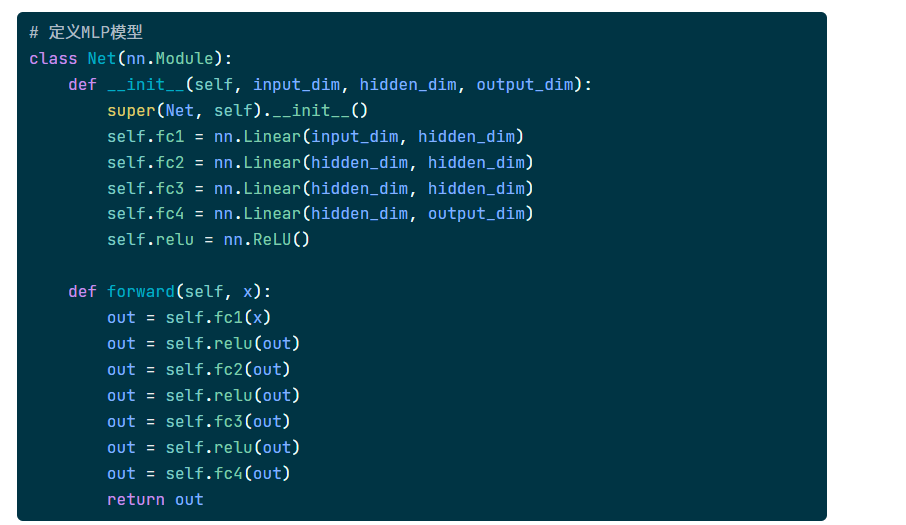 # 定义MLP模型
class Net(nn.Module):
    def __init__(self, input_dim, hidden_dim, output_dim):
        super(Net, self).__init__()
        self.fc1 = nn.Linear(input_dim, hidden_dim)
        self.fc2 = nn.Linear(hidden_dim, hidden_dim)
        self.fc3 = nn.Linear(hidden_dim, hidden_dim)
        self.fc4 = nn.Linear(hidden_dim, output_dim)
        self.relu = nn.ReLU()

    def forward(self, x):
        out = self.fc1(x)
        out = self.relu(out)
        out = self.fc2(out)
        out = self.relu(out)
        out = self.fc3(out)
        out = self.relu(out)
        out = self.fc4(out)
        return out